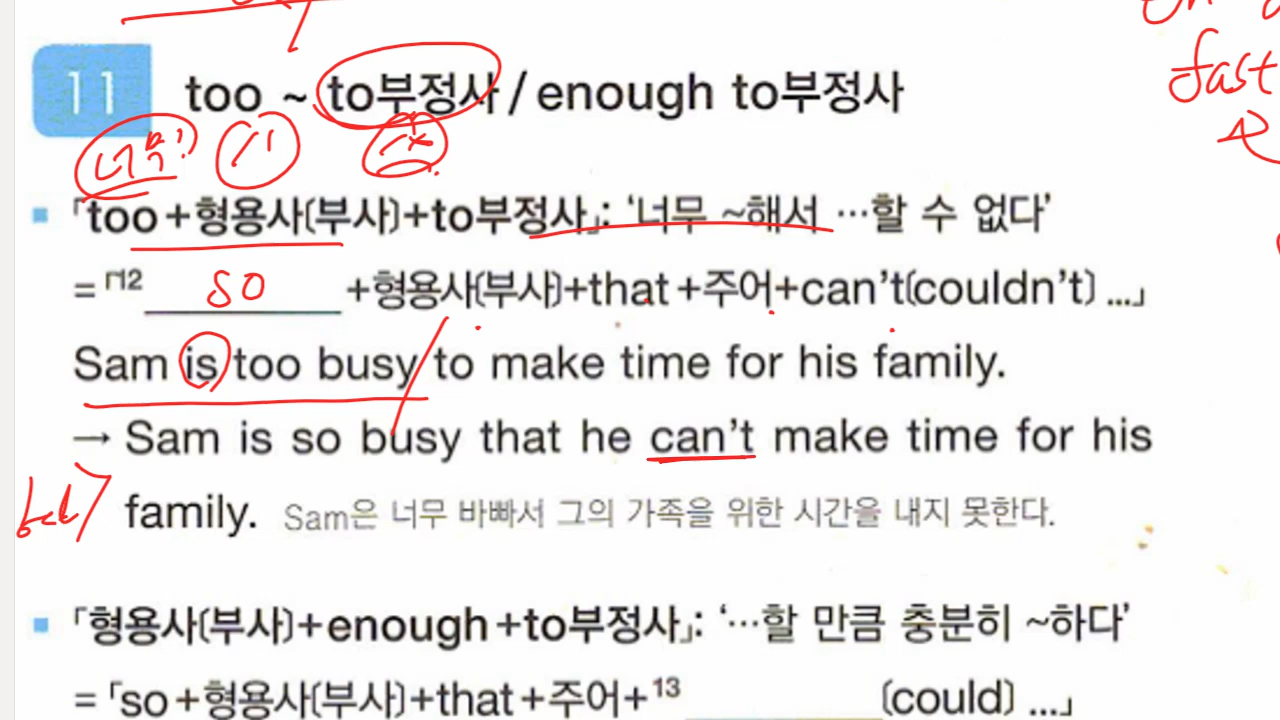 on
fast
11 too ~ to부정사 / enough to부정사
너무!
「too+형용사(부사)+to부정사」: ‘너무 ~해서 …할 수 없다’
=「12 so +형용사(부사)+that+주어+can't(couldn't) …」
Sam is too busy to make time for his family.
→ Sam is so busy that he can't make time for his
family. Sam은 너무 바빠서 그의 가족을 위한 시간을 내지 못한다.
「형용사(부사)+enough+to부정사」: ‘…할 만큼 충분히 ~하다’
=「so+형용사(부사)+that+주어+13 (could) …」